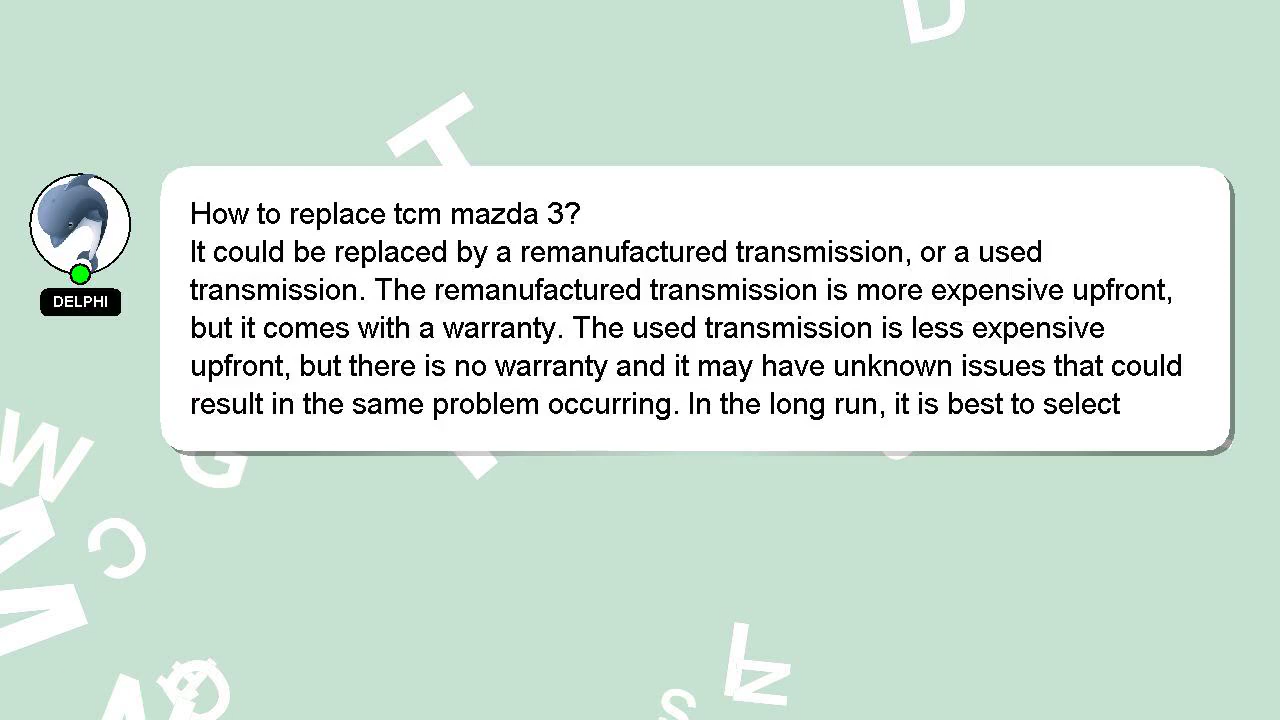 D
T
How to replace tcm mazda 3?
It could be replaced by a remanufactured transmission, or a used
transmission. The remanufactured transmission is more expensive upfront,
but it comes with a warranty. The used transmission is less expensive
upfront, but there is no warranty and it may have unknown issues that could
result in the same problem occurring. In the long run, it is best to select
DELPHI
W
G
C
S
Z